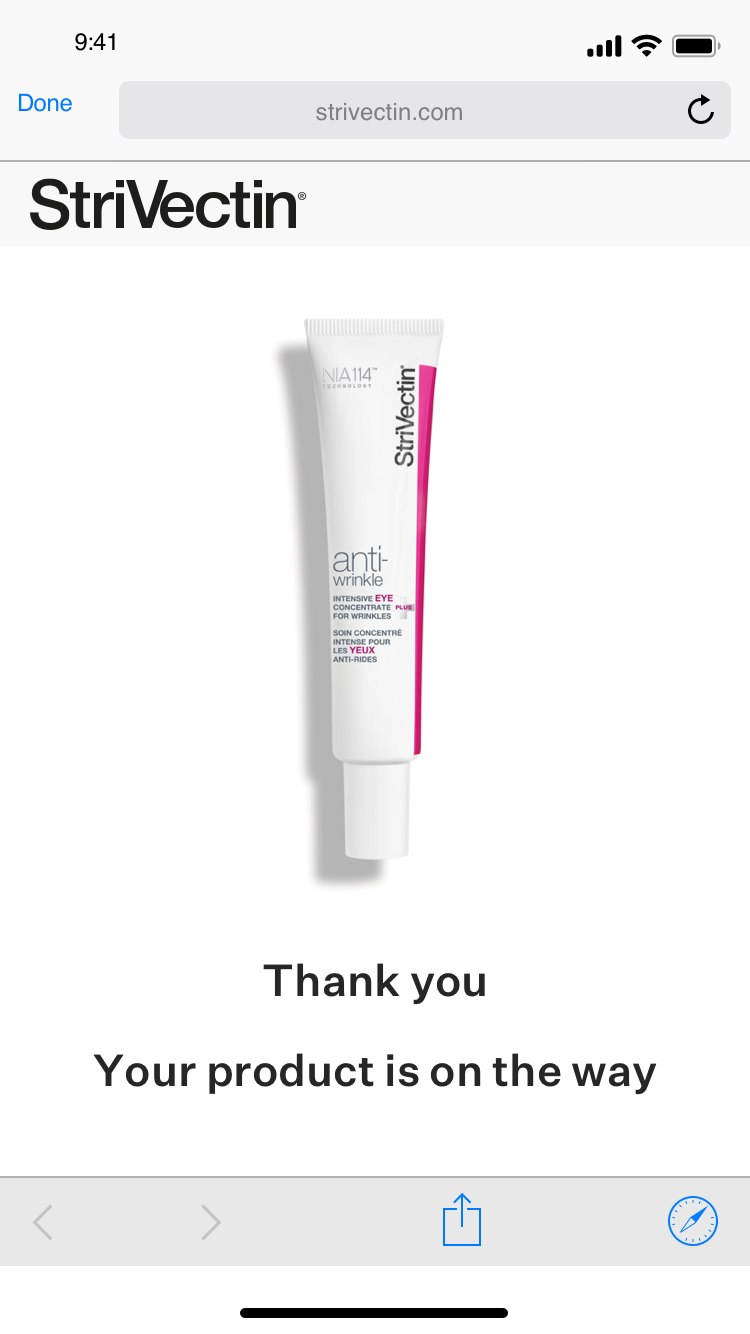 9:41
Done
strivectin.com
StriVectin®
NIA114™
TECHNOLOGY
StriVectin®
anti-
wrinkle
INTENSIVE EYE
CONCENTRATE PLUS
FOR WRINKLES
SOIN CONCENTRÉ
INTENSE POUR
LES YEUX
ANTI-RIDES
Thank you
Your product is on the way